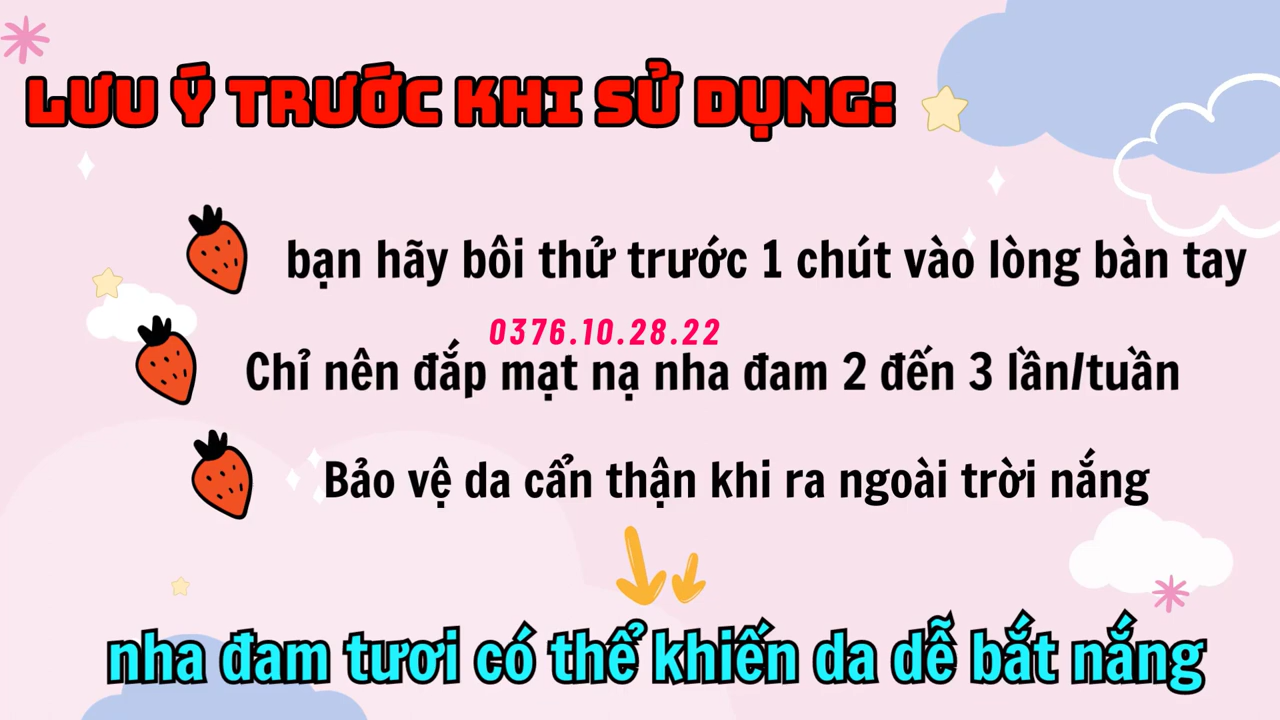 LƯU Ý TRƯỚC KHI SỬ DỤNG:
bạn hãy bôi thử trước 1 chút vào lòng bàn tay
0376.10.28.22
Chỉ nên đắp mạt nạ nha đam 2 đến 3 lần/tuần
Bảo vệ da cẩn thận khi ra ngoài trời nắng
nha đam tươi có thể khiến da dễ bắt nắng